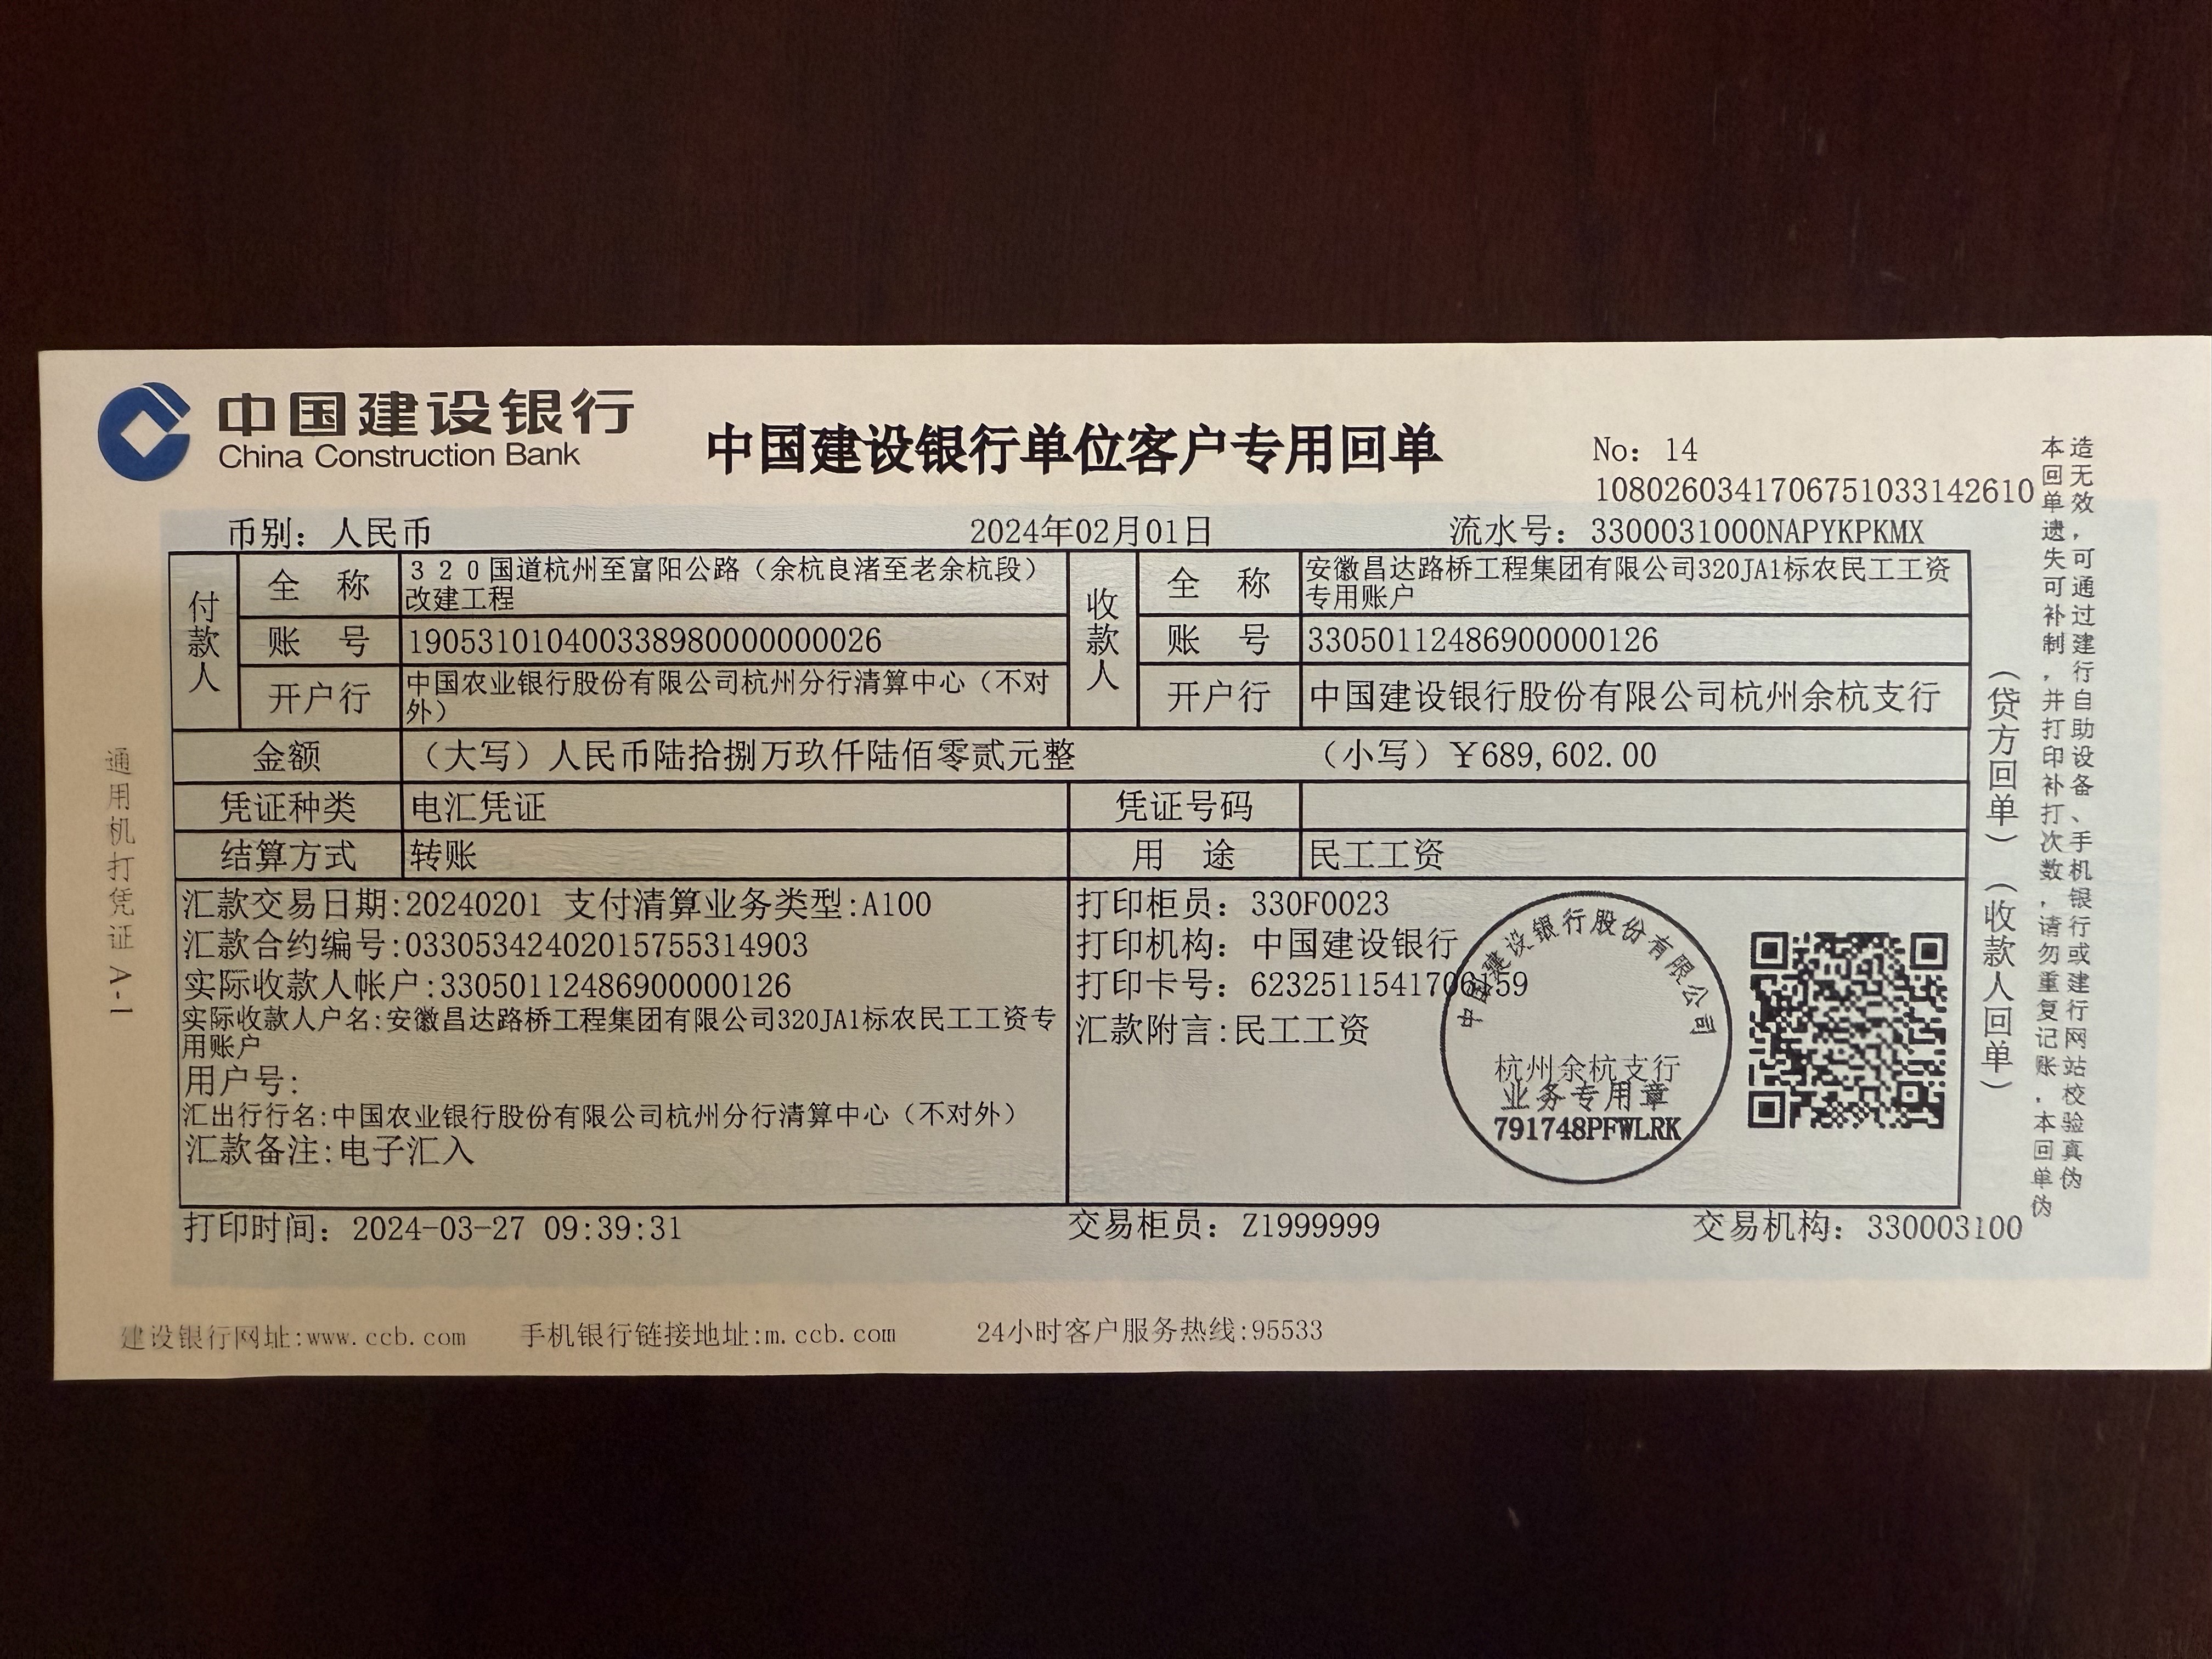 中国建设银行
China Construction Bank
中国建设银行单位客户专用回单
No: 14
1080260341706751033142610
币别：人民币 2024年02月01日 流水号：3300031000NAPYKPKMX
付款人
全 称 320国道杭州至富阳公路（余杭良渚至老余杭段）
改建工程
账 号 19053101040033898000000​0026
开户行 中国农业银行股份有限公司杭州分行清算中心（不对
外）
收款人
全 称 安徽昌达路桥工程集团有限公司320JA1标农民工工资
专用账户
账 号 33050112486900000126
开户行 中国建设银行股份有限公司杭州余杭支行
金额 （大写）人民币陆拾捌万玖仟陆佰零贰元整 （小写）￥689,602.00
凭证种类 电汇凭证 凭证号码
结算方式 转账 用 途 民工工资
汇款交易日期:20240201 支付清算业务类型:A100
汇款合约编号:033053424020157553​14903
实际收款人帐户:33050112486900000126
实际收款人户名:安徽昌达路桥工程集团有限公司320JA1标农民工工资专
用账户
用户号:
汇出行行名:中国农业银行股份有限公司杭州分行清算中心（不对外）
汇款备注:电子汇入
打印柜员：330F0023
打印机构：中国建设银行
打印卡号：6232511541706159
汇款附言:民工工资
中国建设银行股份有限公司
杭州余杭支行
业务专用章
791748PFWLRK
打印时间：2024-03-27 09:39:31 交易柜员：Z1999999 交易机构：330003100
（贷方回单）（收款人回单）
本回单遗失可补制，并打印补打次数，请勿重复记账，本回单伪
造无效，可通过建行自助设备、手机银行或建行网站校验真伪
通用机打凭证 A-1
建设银行网址:www.ccb.com 手机银行链接地址:m.ccb.com 24小时客户服务热线:95533